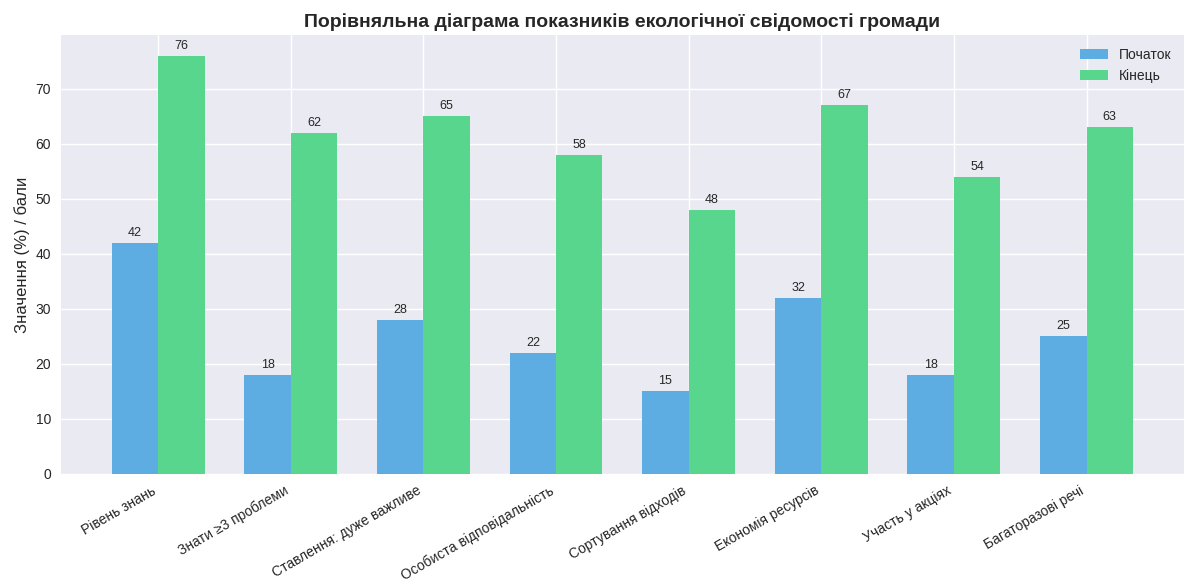 Порівняльна діаграма показників екологічної свідомості громади
Початок
Кінець
Значення (%) / бали
70
60
50
40
30
20
10
0
42
76
18
62
28
65
22
58
15
48
32
67
18
54
25
63
Рівень знань
Знати ≥3 проблеми
Ставлення: дуже важливе
Особиста відповідальність
Сортування відходів
Економія ресурсів
Участь у акціях
Багаторазові речі